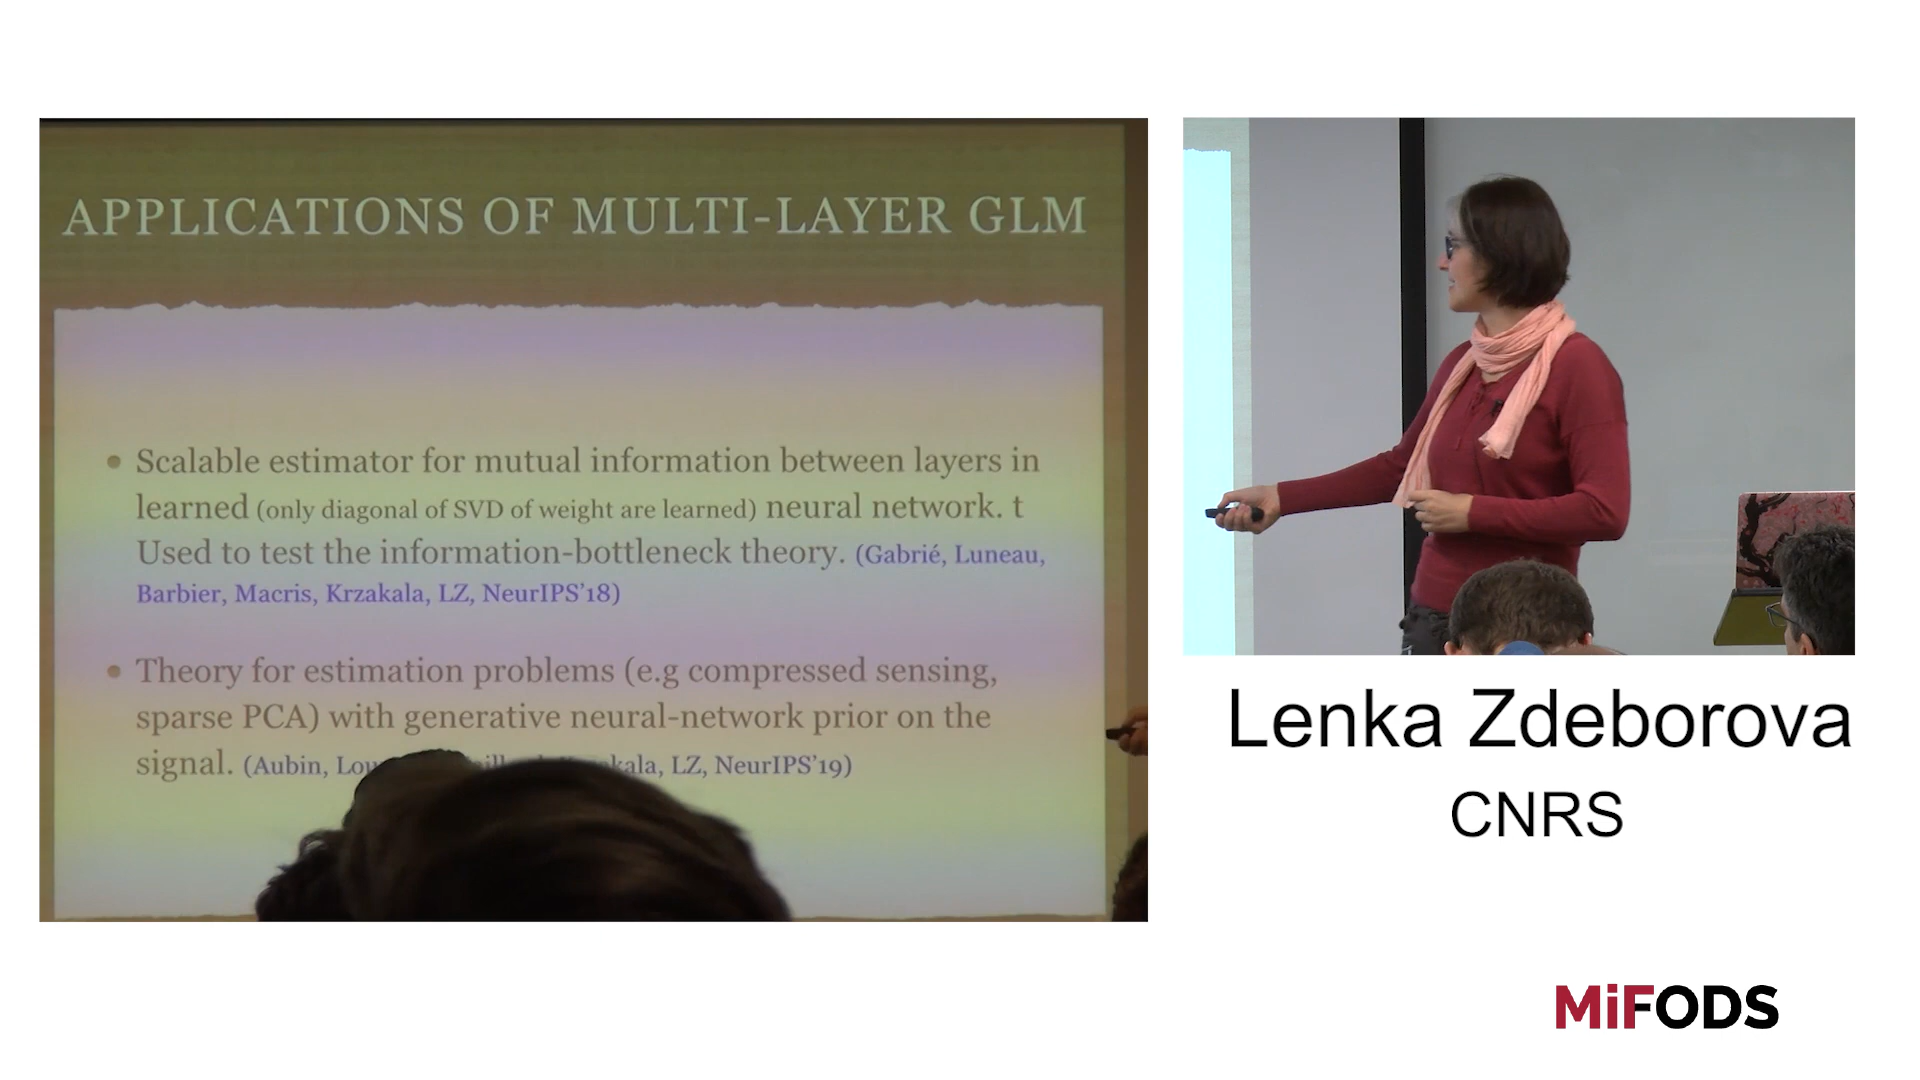 APPLICATIONS OF MULTI-LAYER GLM
• Scalable estimator for mutual information between layers in
learned (only diagonal of SVD of weight are learned) neural network. t
Used to test the information-bottleneck theory. (Gabrié, Luneau,
Barbier, Macris, Krzakala, LZ, NeurIPS'18)
• Theory for estimation problems (e.g compressed sensing,
sparse PCA) with generative neural-network prior on the
signal. (Aubin, LZ, NeurIPS'19)
Lenka Zdeborova
CNRS
MiFODS